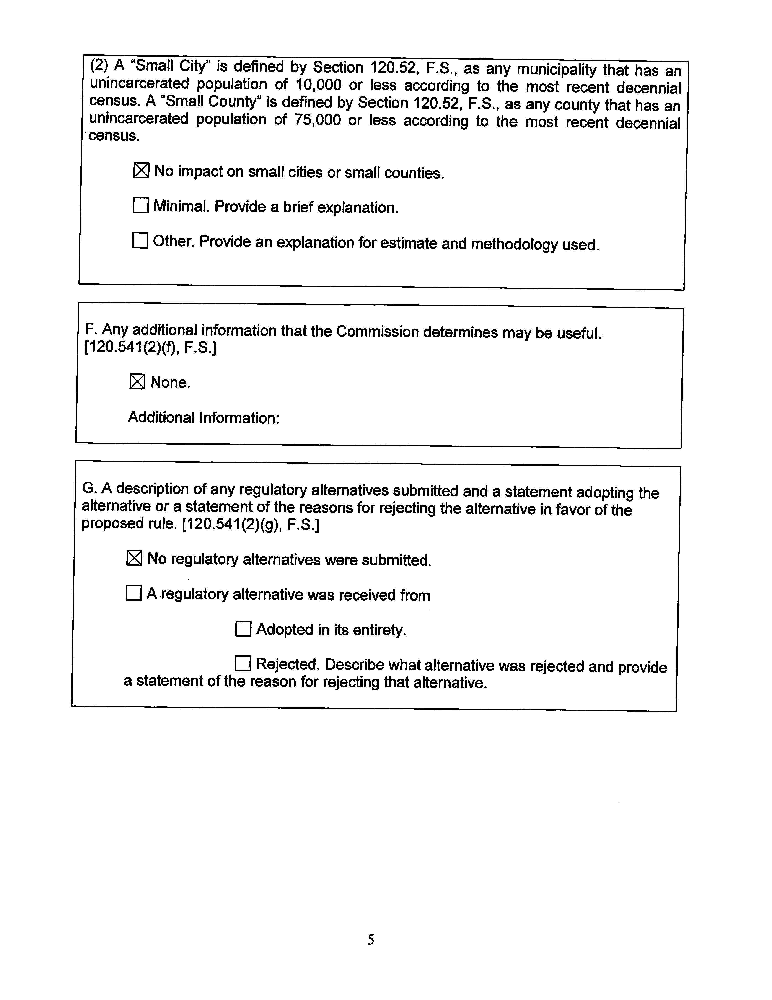 (2) A “Small City” is defined by Section 120.52, F.S., as any municipality that has an
unincarcerated population of 10,000 or less according to the most recent decennial
census. A “Small County” is defined by Section 120.52, F.S., as any county that has an
unincarcerated population of 75,000 or less according to the most recent decennial
census.
☒ No impact on small cities or small counties.
☐ Minimal. Provide a brief explanation.
☐ Other. Provide an explanation for estimate and methodology used.
F. Any additional information that the Commission determines may be useful.
[120.541(2)(f), F.S.]
☒ None.
Additional Information:
G. A description of any regulatory alternatives submitted and a statement adopting the
alternative or a statement of the reasons for rejecting the alternative in favor of the
proposed rule. [120.541(2)(g), F.S.]
☒ No regulatory alternatives were submitted.
☐ A regulatory alternative was received from
☐ Adopted in its entirety.
☐ Rejected. Describe what alternative was rejected and provide
a statement of the reason for rejecting that alternative.
5